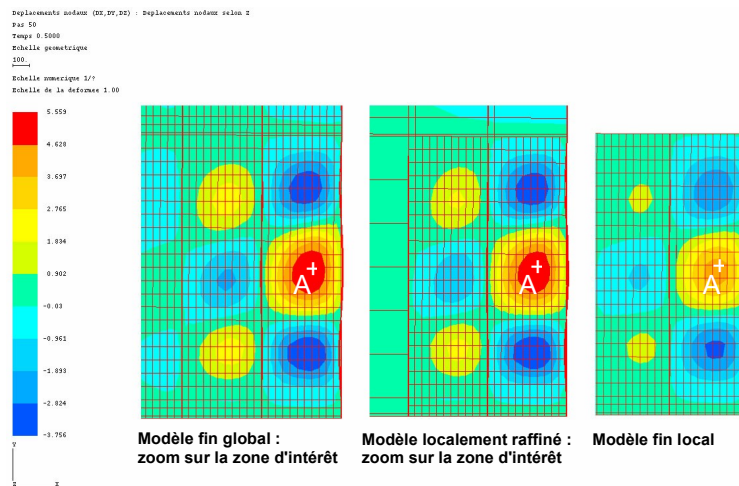 Deplacements nodaux (DX,DY,DZ) : Deplacements nodaux selon Z
Pas 50
Temps 0.5000
Echelle geometrique
100.
Echelle numerique 1/?
Echelle de la deformee 1.00
5.559
4.628
3.697
2.765
1.834
0.902
-0.03
-0.961
-1.893
-2.824
-3.756
A
A
A
Y
Z X
Modèle fin global :
zoom sur la zone d'intérêt
Modèle localement raffiné :
zoom sur la zone d'intérêt
Modèle fin local